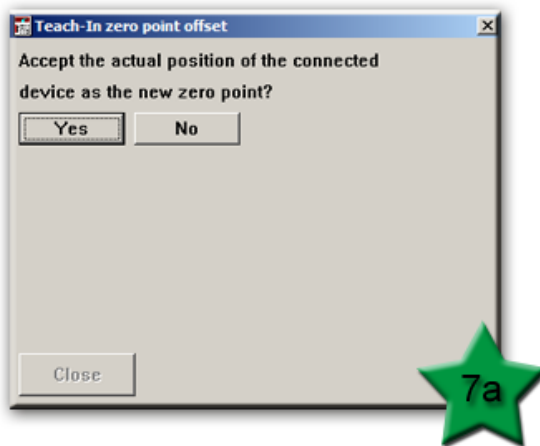 Teach-In zero point offset
Accept the actual position of the connected
device as the new zero point?
Yes No
Close
7a